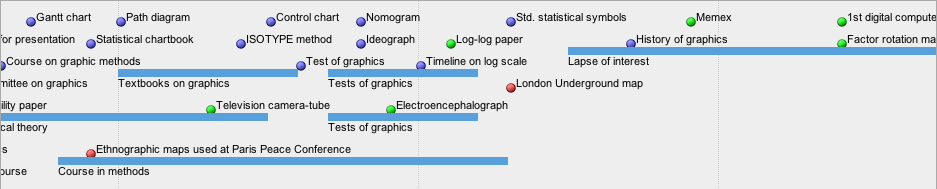 Gantt chart Path diagram Control chart Nomogram Std. statistical symbols Memex 1st digital compute
for presentation Statistical chartbook ISOTYPE method Ideograph Log-log paper History of graphics Factor rotation ma
Course on graphic methods Test of graphics Timeline on log scale Lapse of interest
mittee on graphics Textbooks on graphics Tests of graphics London Underground map
ility paper Television camera-tube Electroencephalograph
cal theory Tests of graphics
s Ethnographic maps used at Paris Peace Conference
ourse Course in methods